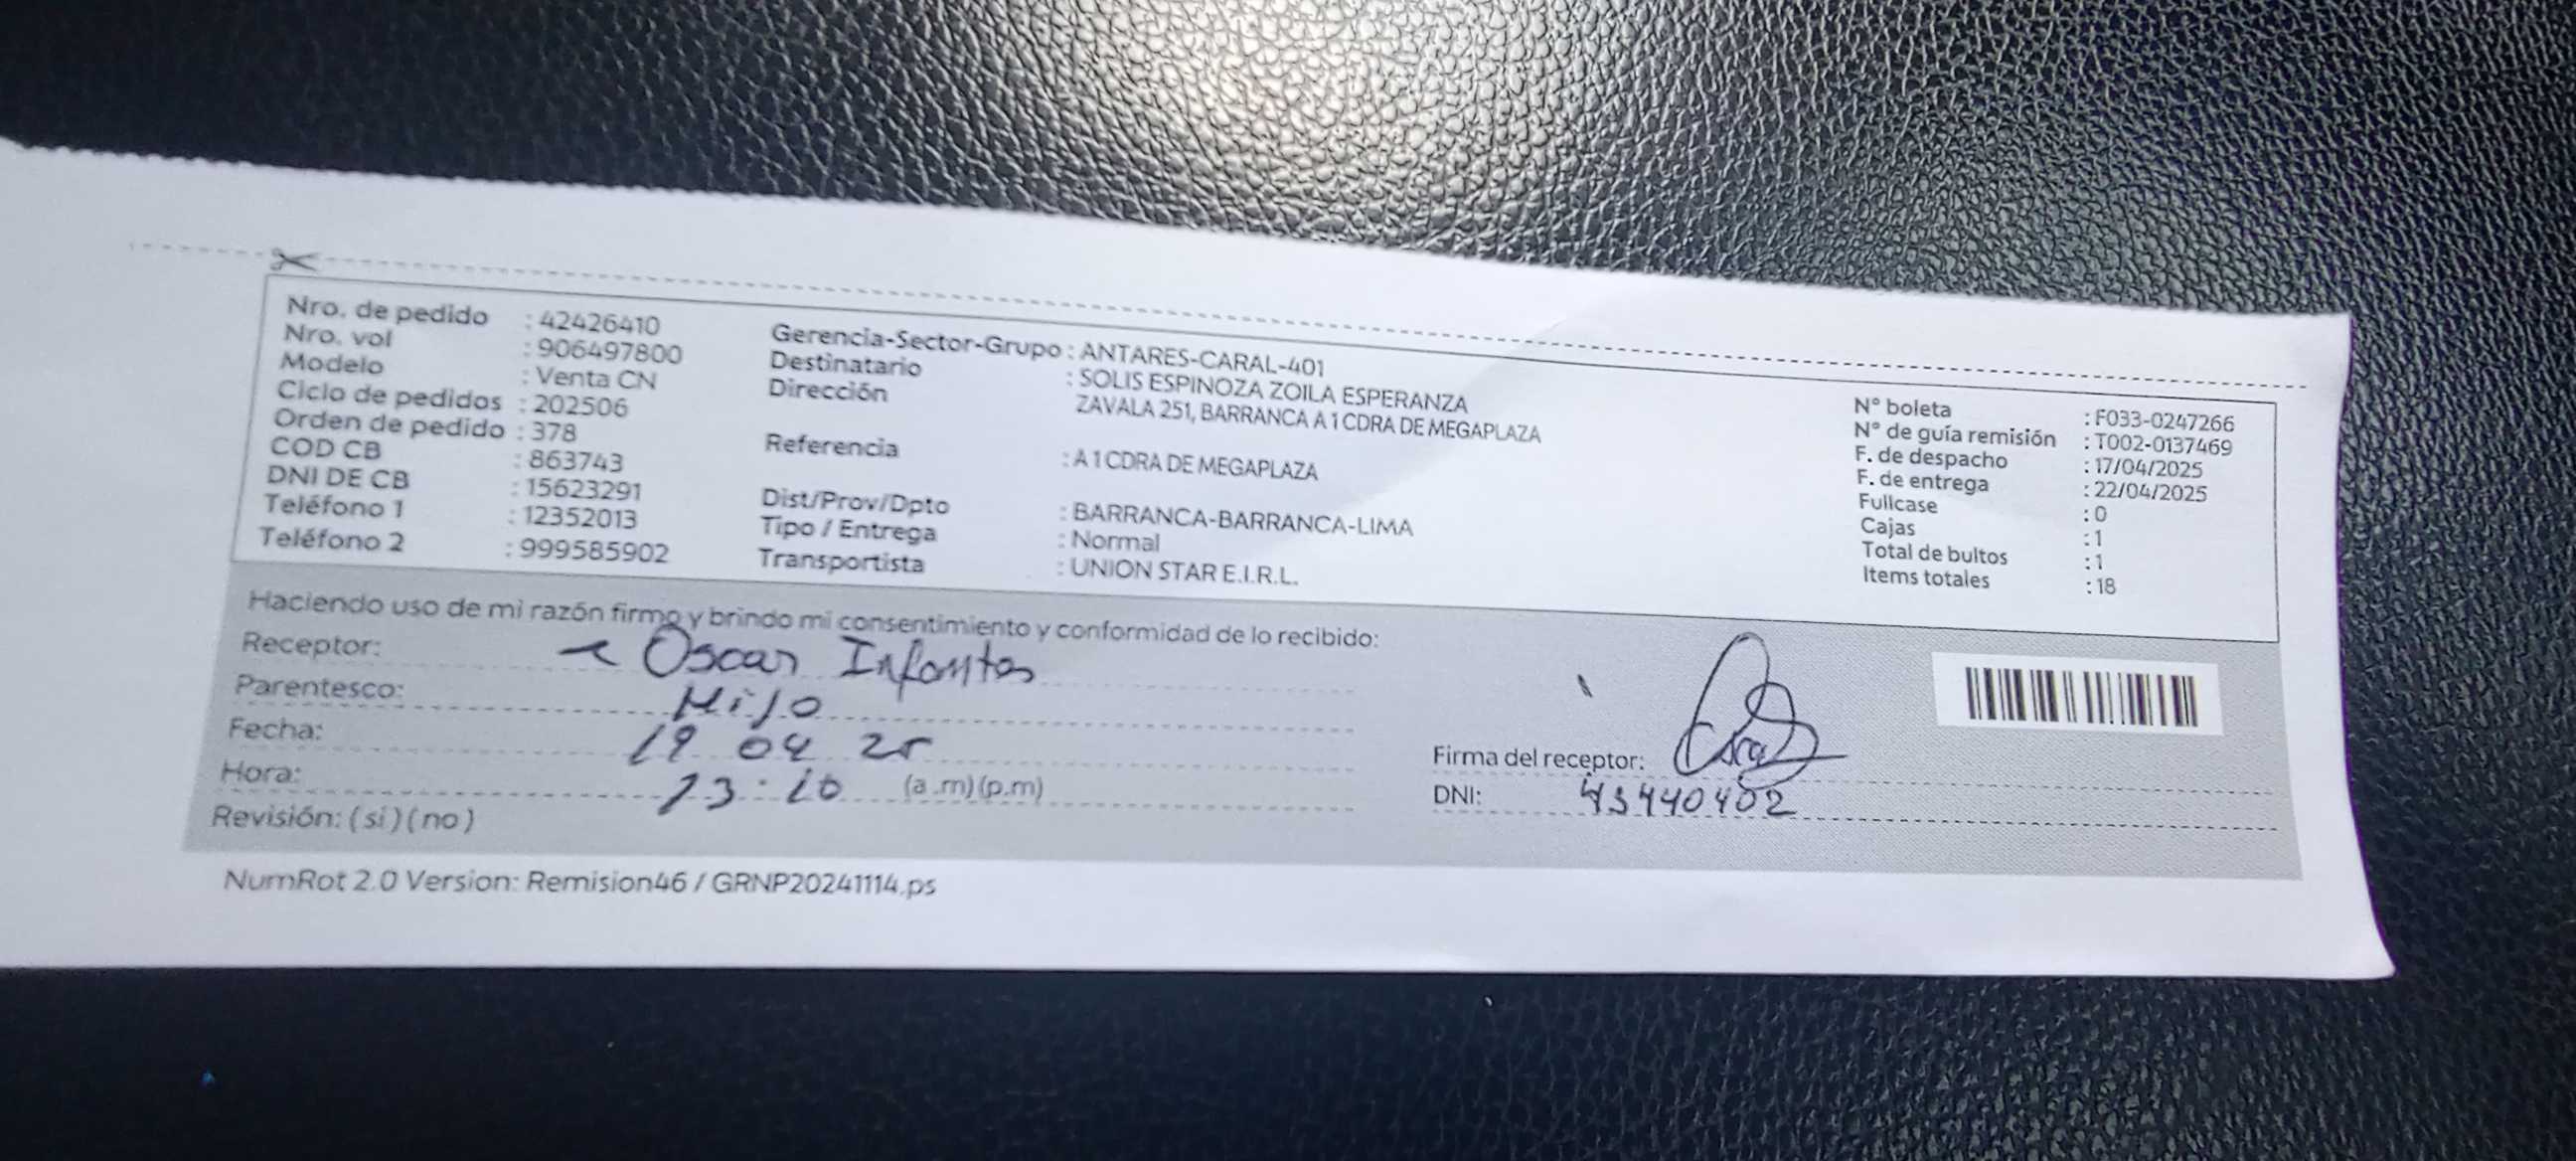 Nro. de pedido : 42426410
Nro. vol : 906497800
Modelo : Venta CN
Ciclo de pedidos : 202506
Orden de pedido : 378
COD CB : 863743
DNI DE CB : 15623291
Teléfono 1 : 12352013
Teléfono 2 : 999585902
Gerencia-Sector-Grupo : ANTARES-CARAL-401
Destinatario : SOLIS ESPINOZA ZOILA ESPERANZA
Dirección ZAVALA 251, BARRANCA A 1 CDRA DE MEGAPLAZA
Referencia : A 1 CDRA DE MEGAPLAZA
Dist/Prov/Dpto : BARRANCA-BARRANCA-LIMA
Tipo / Entrega : Normal
Transportista : UNION STAR E.I.R.L.
N° boleta : F033-0247266
N° de guía remisión : T002-0137469
F. de despacho : 17/04/2025
F. de entrega : 22/04/2025
Fullcase : 0
Cajas : 1
Total de bultos : 1
Items totales : 18
Haciendo uso de mi razón firmo y brindo mi consentimiento y conformidad de lo recibido:
Receptor: Oscar Infantes
Parentesco: Hijo
Fecha: 19 04 25
Hora: 13:10 (a .m) (p.m)
Revisión: ( si ) ( no )
Firma del receptor:
DNI: 43440402
NumRot 2.0 Version: Remision46 / GRNP20241114.ps